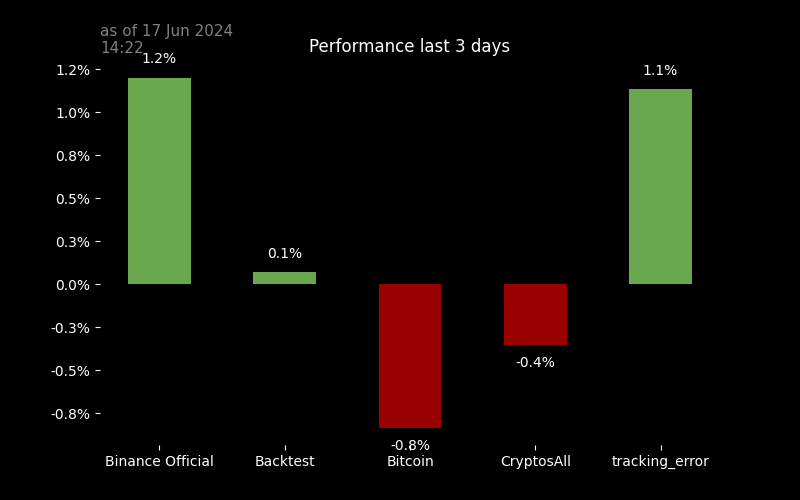 as of 17 Jun 2024
14:22
Performance last 3 days
1.2%
1.1%
0.1%
-0.8%
-0.4%
1.2%
1.0%
0.8%
0.5%
0.3%
0.0%
-0.3%
-0.5%
-0.8%
Binance Official
Backtest
Bitcoin
CryptosAll
tracking_error